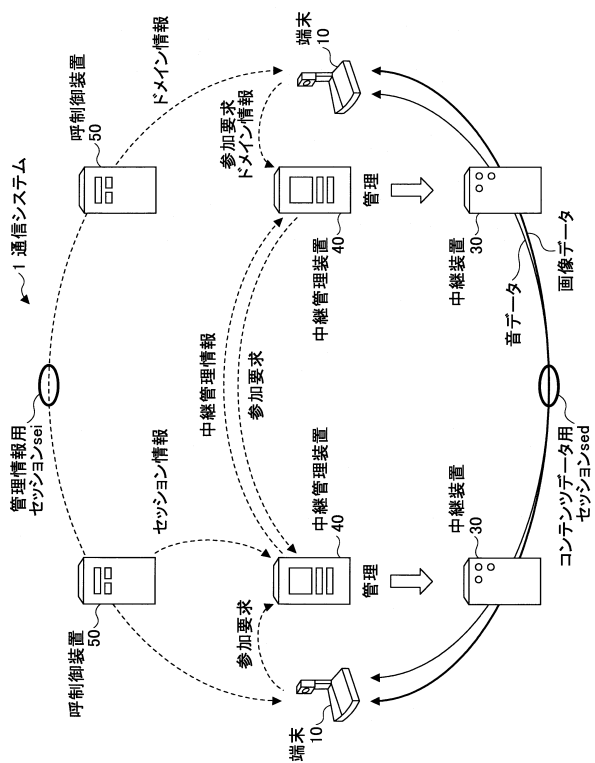 1 通信システム
管理情報用
セッションsei
呼制御装置
50
呼制御装置
50
セッション情報
ドメイン情報
中継管理情報
参加要求
参加要求
参加要求
ドメイン情報
端末
10
端末
10
中継管理装置
40
中継管理装置
40
管理
管理
中継装置
30
中継装置
30
音データ
画像データ
コンテンツデータ用
セッションsed